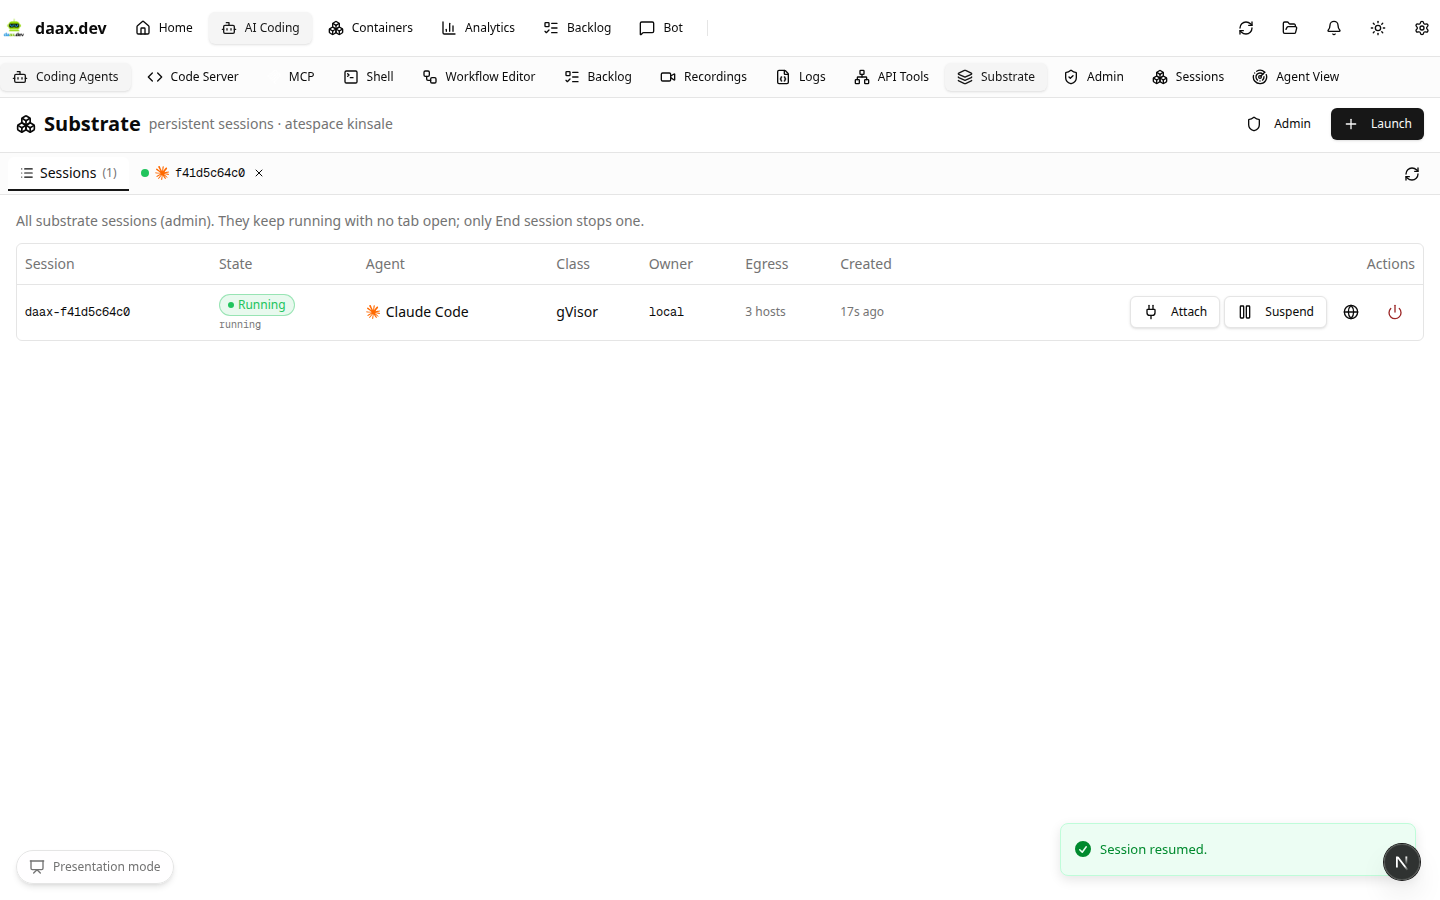 daax.dev Home AI Coding Containers Analytics Backlog Bot
Coding Agents Code Server MCP Shell Workflow Editor Backlog Recordings Logs API Tools Substrate Admin Sessions Agent View
Substrate persistent sessions · atespace kinsale Admin Launch
Sessions (1) f41d5c64c0
All substrate sessions (admin). They keep running with no tab open; only End session stops one.
Session State Agent Class Owner Egress Created Actions
daax-f41d5c64c0 Running Claude Code gVisor local 3 hosts 17s ago Attach Suspend
running
Session resumed.
Presentation mode